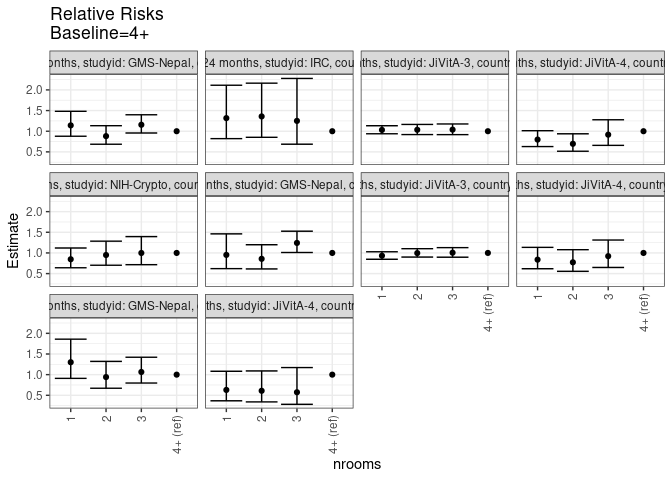 Relative Risks
Baseline=4+
months, studyid: GMS-Nepal,
24 months, studyid: IRC, cou
ths, studyid: JiVitA-3, country
ths, studyid: JiVitA-4, country
2.0
1.5
1.0
0.5
hs, studyid: NIH-Crypto, coun
nths, studyid: GMS-Nepal, c
ths, studyid: JiVitA-3, country
ths, studyid: JiVitA-4, country
2.0
1.5
1.0
0.5
onths, studyid: GMS-Nepal,
ths, studyid: JiVitA-4, country
2.0
1.5
1.0
0.5
Estimate
1 2 3 4+ (ref)
1 2 3 4+ (ref)
1 2 3 4+ (ref)
1 2 3 4+ (ref)
nrooms